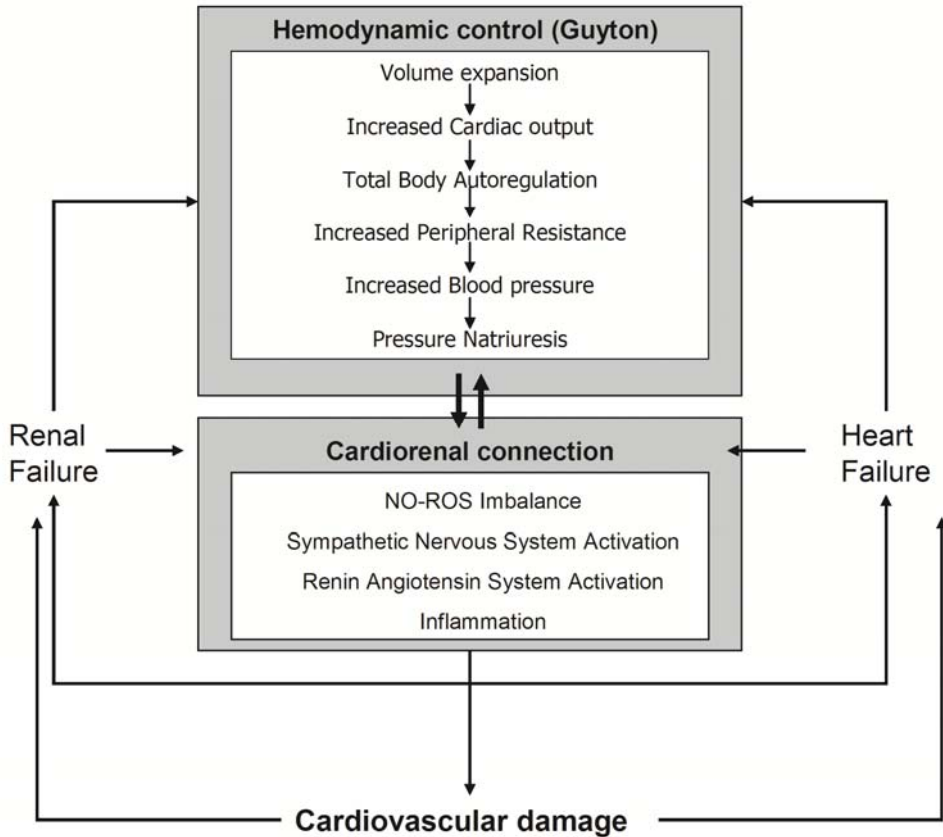 Hemodynamic control (Guyton)
Volume expansion
Increased Cardiac output
Total Body Autoregulation
Increased Peripheral Resistance
Increased Blood pressure
Pressure Natriuresis
Renal
Failure
Heart
Failure
Cardiorenal connection
NO-ROS Imbalance
Sympathetic Nervous System Activation
Renin Angiotensin System Activation
Inflammation
Cardiovascular damage